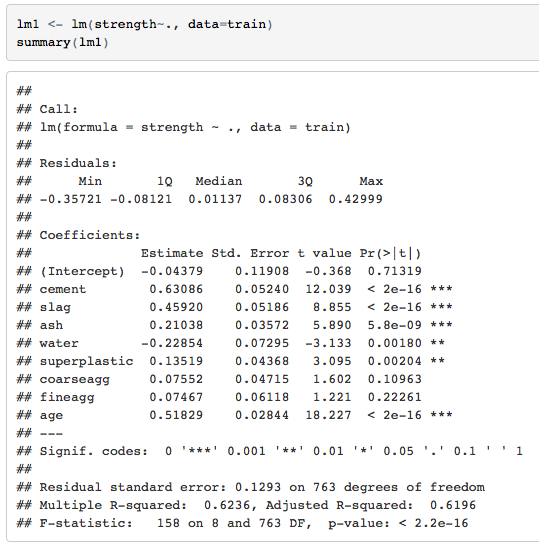 lm1 <- lm(strength~., data=train)
summary(lm1)
##
## Call:
## lm(formula = strength ~ ., data = train)
##
## Residuals:
##      Min       1Q   Median       3Q      Max
## -0.35721 -0.08121  0.01137  0.08306  0.42999
##
## Coefficients:
##              Estimate Std. Error t value Pr(>|t|)
## (Intercept)  -0.04379    0.11908  -0.368  0.71319
## cement        0.63086    0.05240  12.039  < 2e-16 ***
## slag          0.45920    0.05186   8.855  < 2e-16 ***
## ash           0.21038    0.03572   5.890  5.8e-09 ***
## water        -0.22854    0.07295  -3.133  0.00180 **
## superplastic  0.13519    0.04368   3.095  0.00204 **
## coarseagg     0.07552    0.04715   1.602  0.10963
## fineagg       0.07467    0.06118   1.221  0.22261
## age           0.51829    0.02844  18.227  < 2e-16 ***
## ---
## Signif. codes:  0 '***' 0.001 '**' 0.01 '*' 0.05 '.' 0.1 ' ' 1
##
## Residual standard error: 0.1293 on 763 degrees of freedom
## Multiple R-squared:  0.6236, Adjusted R-squared:  0.6196
## F-statistic:   158 on 8 and 763 DF,  p-value: < 2.2e-16